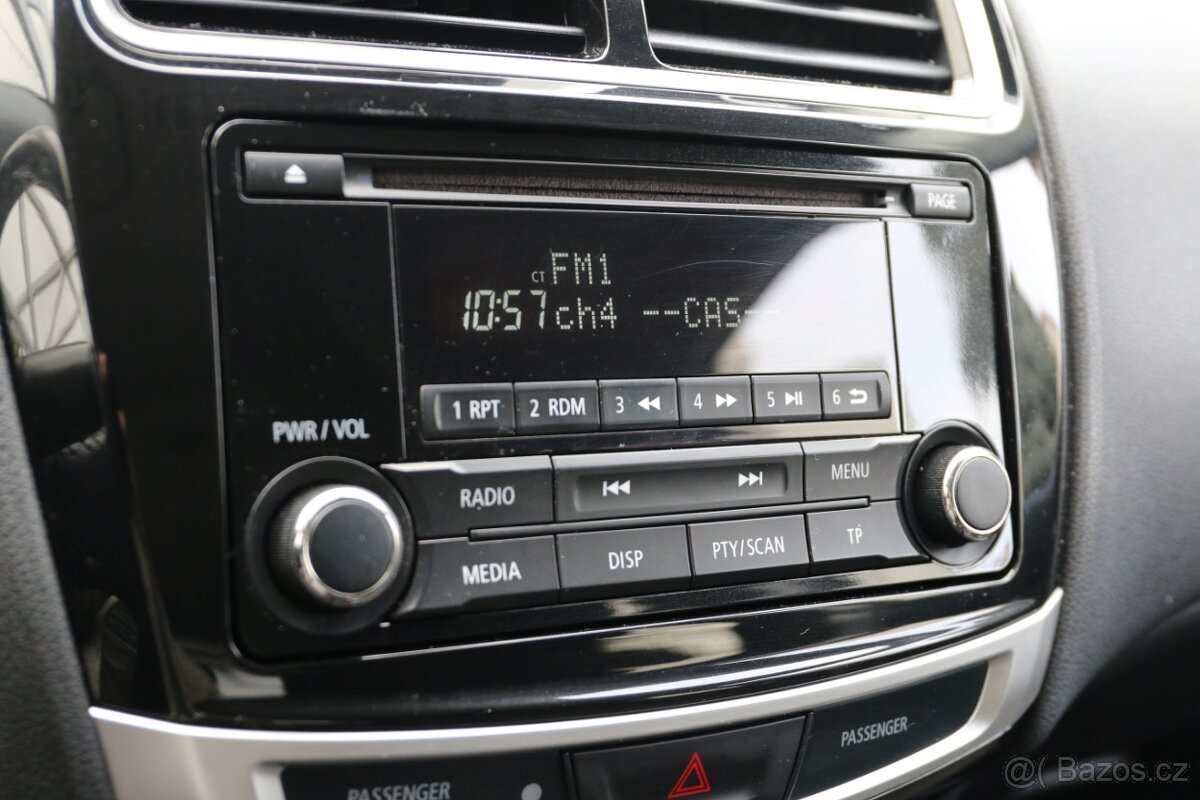 PAGE
CT FM1
10:57 ch4 --CAS--
1 RPT 2 RDM 3 4 5 6
PWR/VOL
RADIO MENU
MEDIA DISP PTY/SCAN TP
PASSENGER PASSENGER
@( Bazos.cz